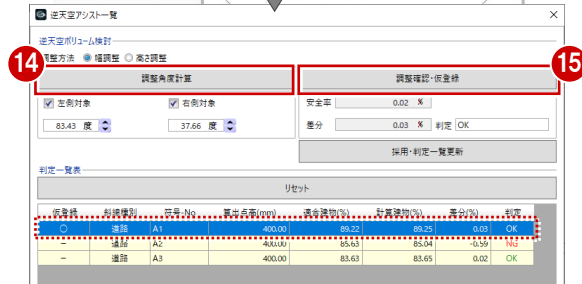 逆天空アシスト一覧
逆天空ボリューム検討
調整方法 幅調整 高さ調整
14 調整角度計算 調整確認・仮登録 15
左側対象 右側対象 安全率 0.02 %
83.43 度 37.66 度 差分 0.03 % 判定 OK
採用・判定一覧更新
判定一覧表
リセット
仮登録 斜線種別 符号-No 算出点高(mm) 適合建物(%) 計算建物(%) 差分(%) 判定
○ 道路 A1 400.00 89.22 89.25 0.03 OK
− 道路 A2 400.00 85.63 85.04 -0.59 NG
− 道路 A3 400.00 83.63 83.65 0.02 OK